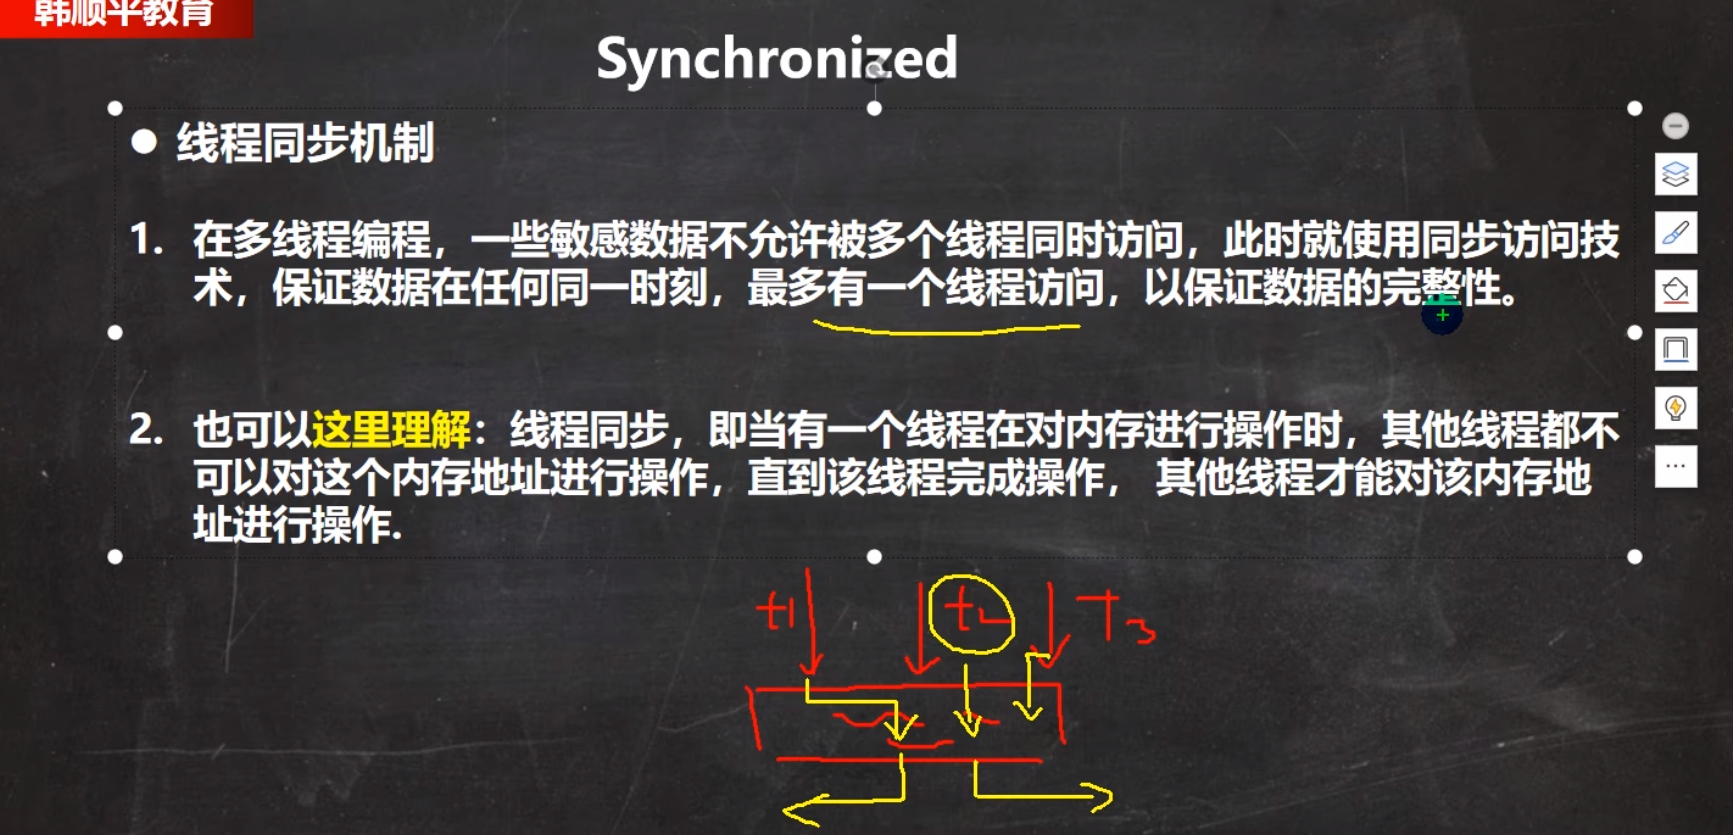 韩顺平教育
Synchronized
● 线程同步机制
1. 在多线程编程，一些敏感数据不允许被多个线程同时访问，此时就使用同步访问技
术，保证数据在任何同一时刻，最多有一个线程访问，以保证数据的完整性。
2. 也可以这里理解：线程同步，即当有一个线程在对内存进行操作时，其他线程都不
可以对这个内存地址进行操作，直到该线程完成操作， 其他线程才能对该内存地
址进行操作.
t1 t2 T3